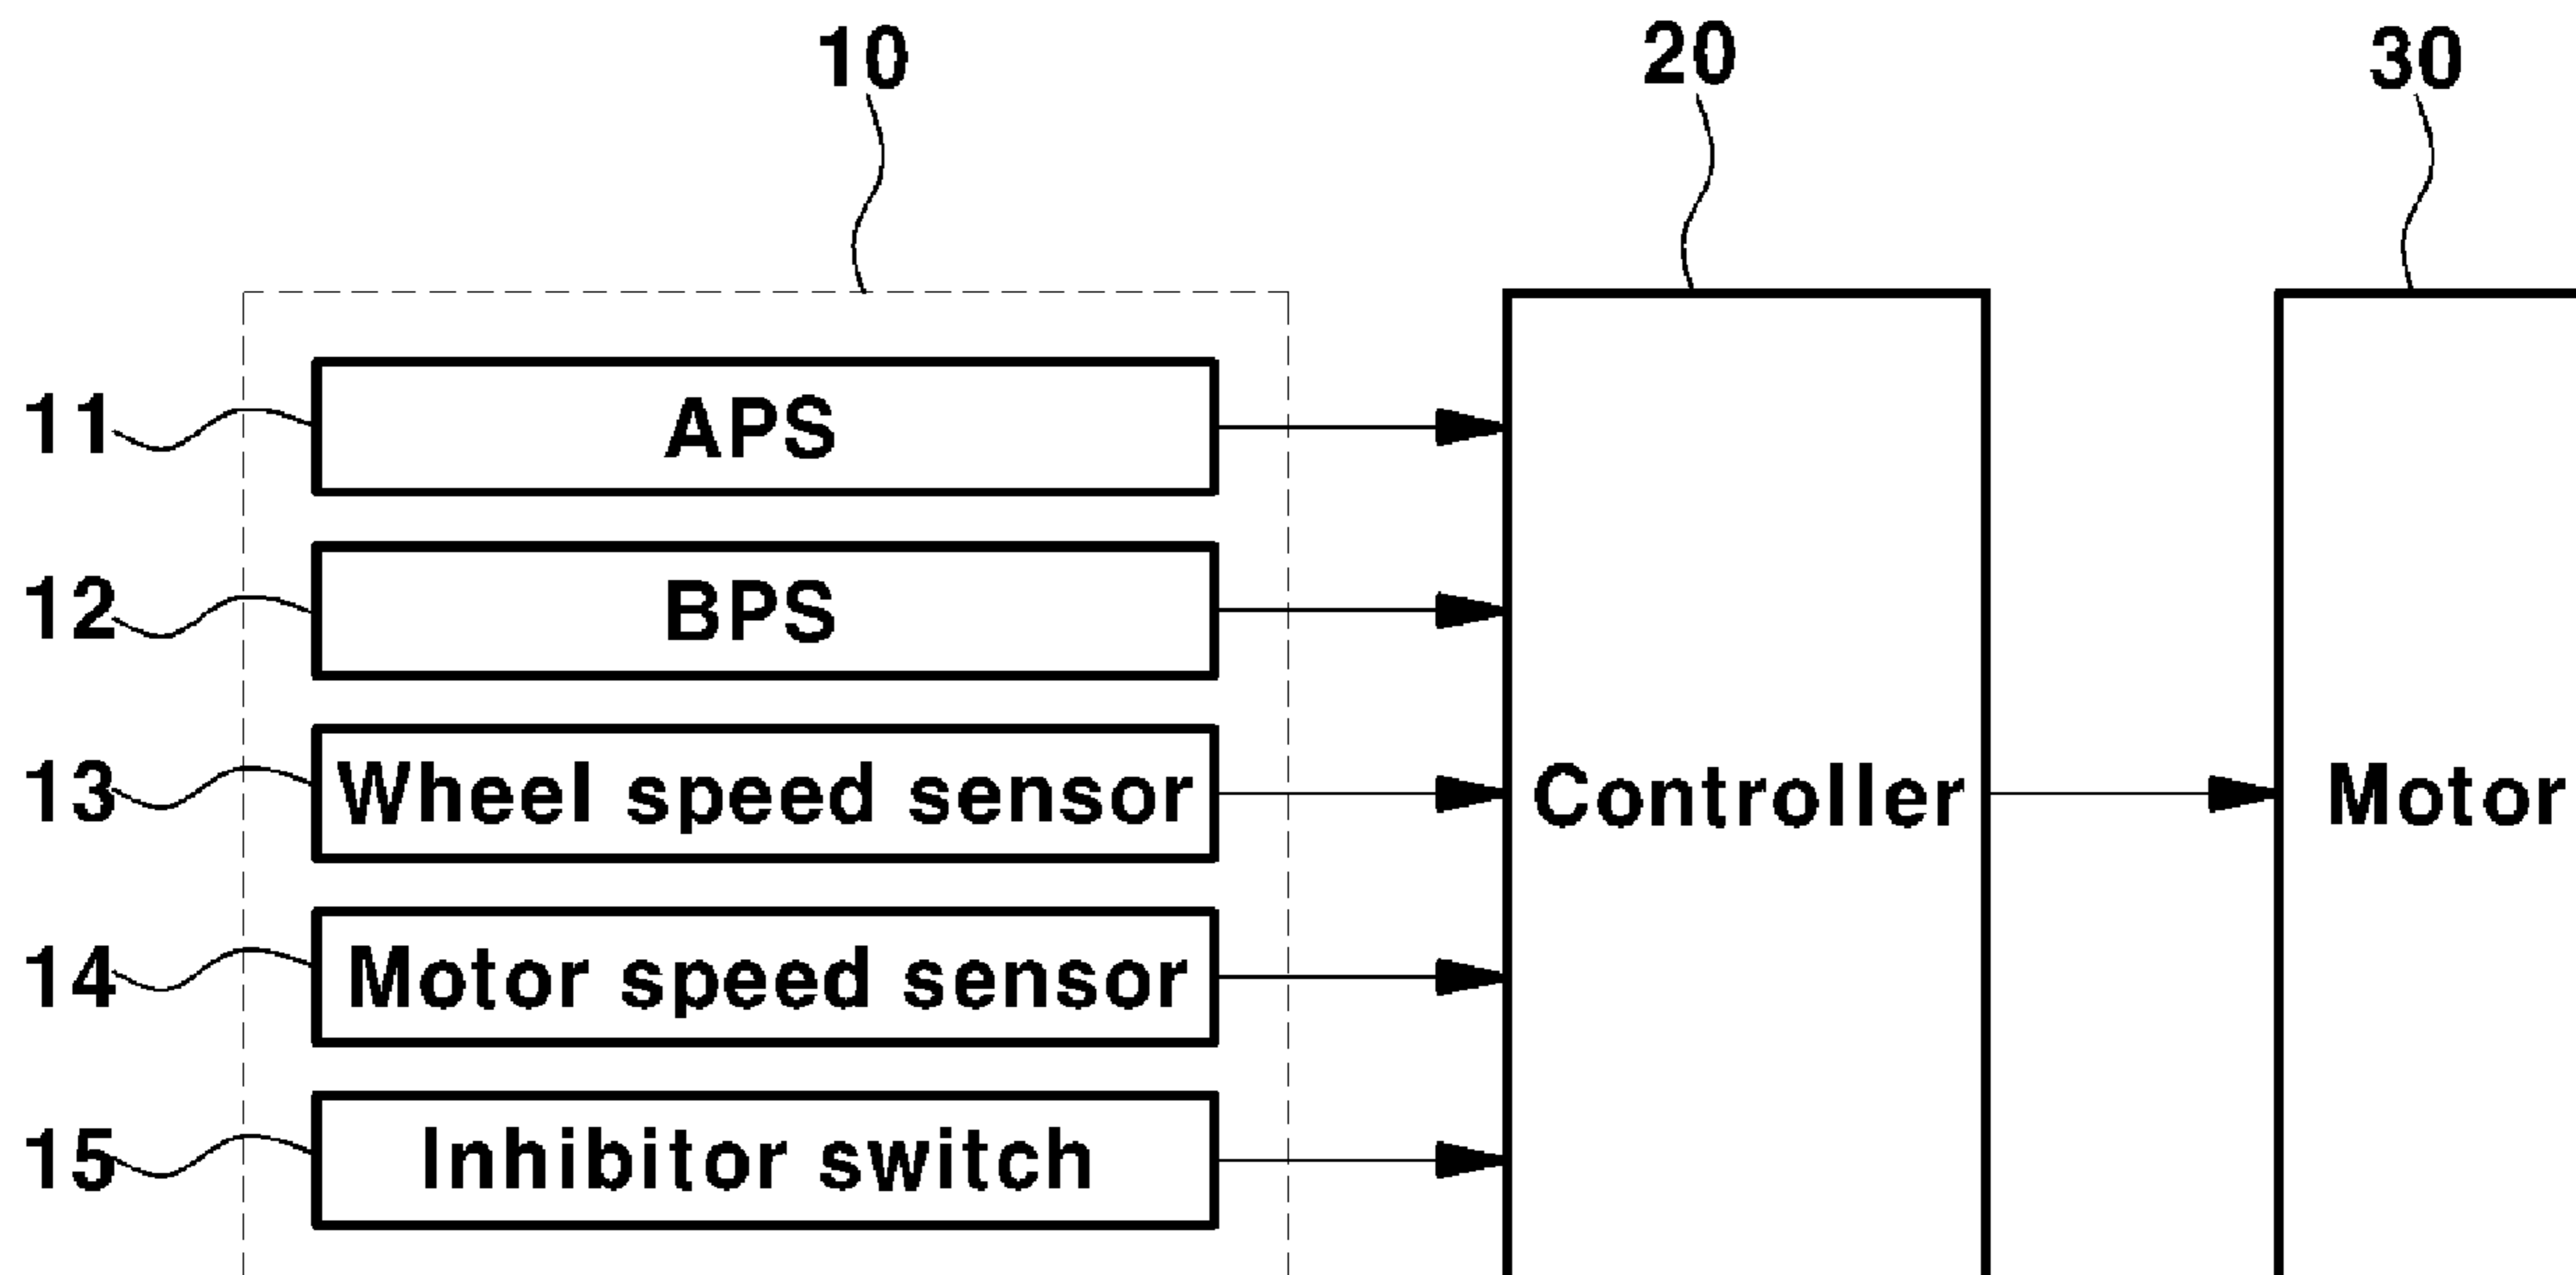 10
20
30
11
APS
12
BPS
13
Wheel speed sensor
Controller
Motor
14
Motor speed sensor
15
Inhibitor switch